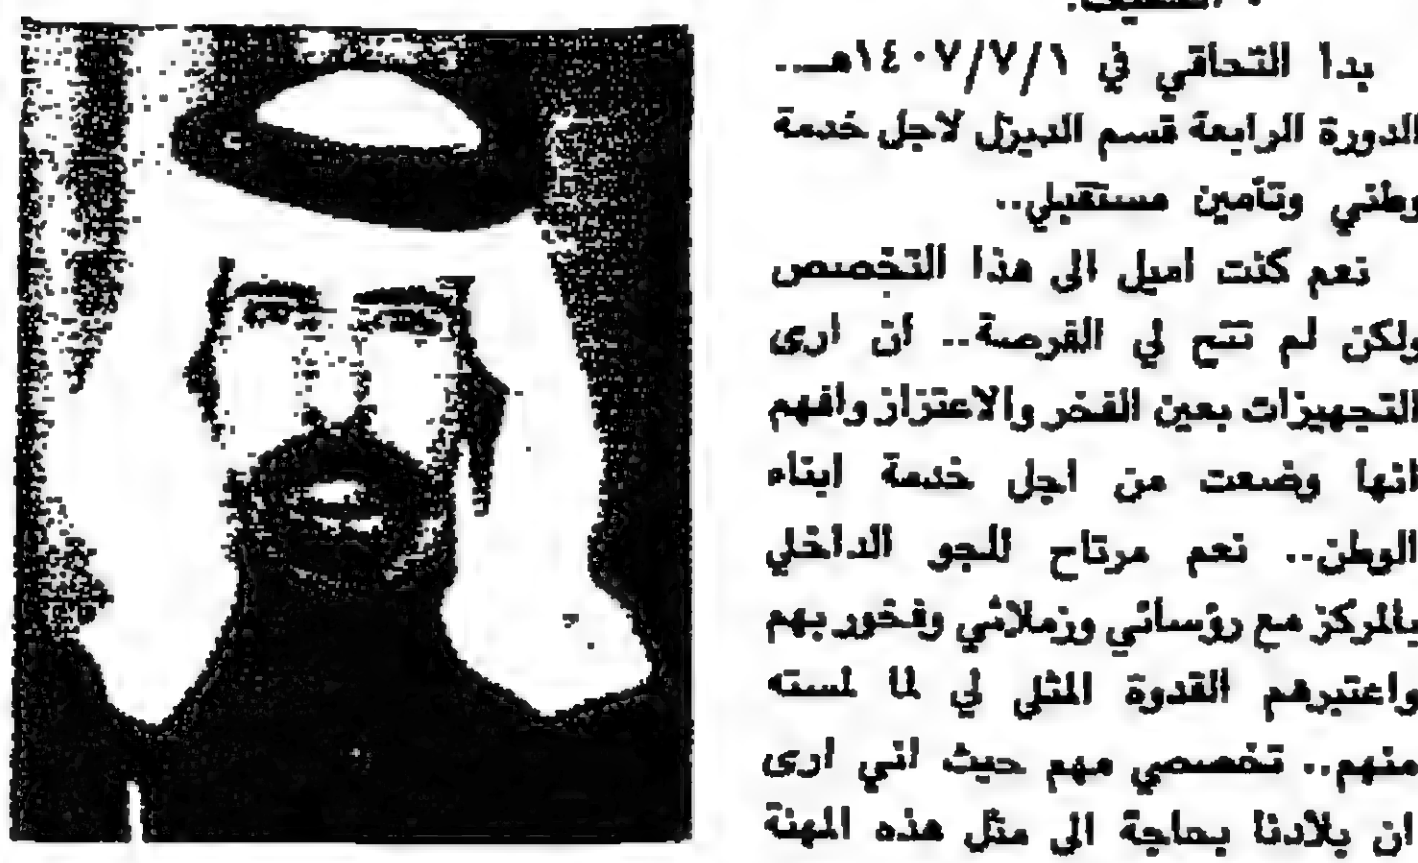 بدا التحاقي في ١٤٠٧/٧/١هـ..
الدورة الرابعة قسم الديزل لاجل خدمة
وطني وتأمين مستقبلي..
نعم كنت اميل الى هذا التخصص
ولكن لم تتح لي الفرصة.. ان ارى
التجهيزات بعين الفخر والاعتزاز وافهم
انها وضعت من اجل خدمة ابناء
الوطن.. نعم مرتاح للجو الداخلي
بالمركز مع رؤسائي وزملائي وفخور بهم
واعتبرهم القدوة المثلى لي لما لمسته
منهم.. تخصصي مهم حيث اني ارى
ان بلادنا بحاجة الى مثل هذه المهنة